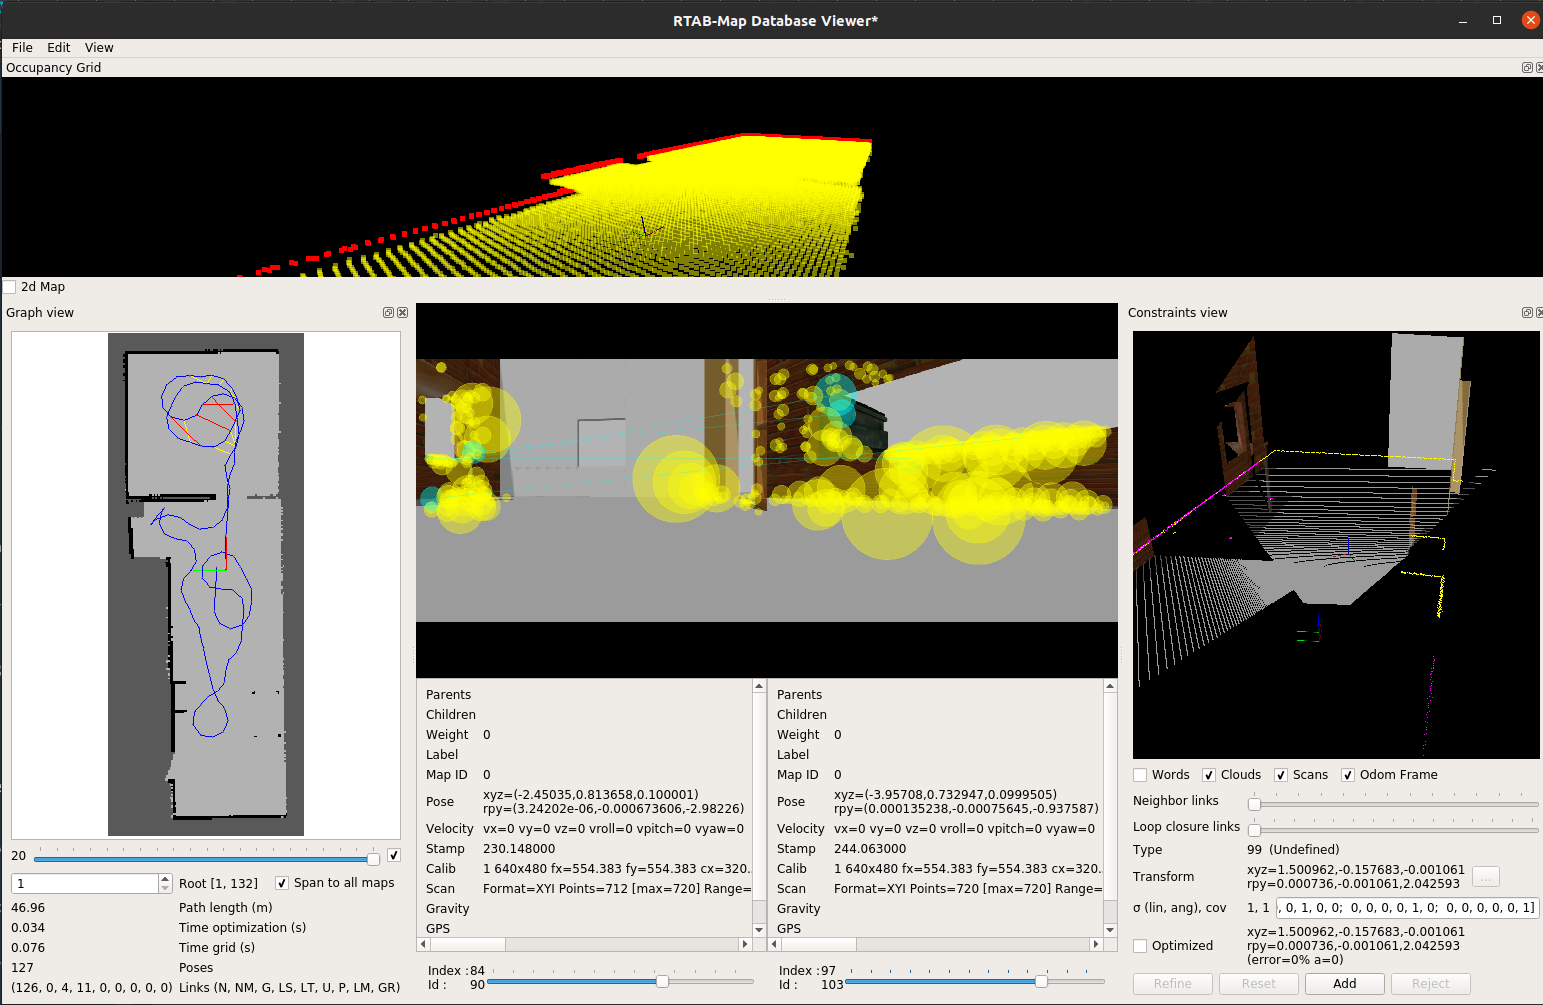 RTAB-Map Database Viewer*
File Edit View
Occupancy Grid
2d Map
Graph view
Constraints view
20
1
Root [1, 132]
Span to all maps
46.96 Path length (m)
0.034 Time optimization (s)
0.076 Time grid (s)
127 Poses
(126, 0, 4, 11, 0, 0, 0, 0, 0) Links (N, NM, G, LS, LT, U, P, LM, GR)
Parents
Children
Weight 0
Label
Map ID 0
Pose xyz=(-2.45035,0.813658,0.100001)
rpy=(3.24202e-06,-0.000673606,-2.98226)
Velocity vx=0 vy=0 vz=0 vroll=0 vpitch=0 vyaw=0
Stamp 230.148000
Calib 1 640x480 fx=554.383 fy=554.383 cx=320.
Scan Format=XYI Points=712 [max=720] Range=
Gravity
GPS
Index : 84
Id : 90
Parents
Children
Weight 0
Label
Map ID 0
Pose xyz=(-3.95708,0.732947,0.0999505)
rpy=(0.000135238,-0.00075645,-0.937587)
Velocity vx=0 vy=0 vz=0 vroll=0 vpitch=0 vyaw=0
Stamp 244.063000
Calib 1 640x480 fx=554.383 fy=554.383 cx=320.
Scan Format=XYI Points=720 [max=720] Range=
Gravity
GPS
Index : 97
Id : 103
Words Clouds Scans Odom Frame
Neighbor links
Loop closure links
Type 99 (Undefined)
Transform xyz=1.500962,-0.157683,-0.001061
rpy=0.000736,-0.001061,2.042593
...
σ (lin, ang), cov 1, 1 , 0, 1, 0, 0; 0, 0, 0, 0, 1, 0; 0, 0, 0, 0, 0, 1]
Optimized xyz=1.500962,-0.157683,-0.001061
rpy=0.000736,-0.001061,2.042593
(error=0% a=0)
Refine Reset Add Reject